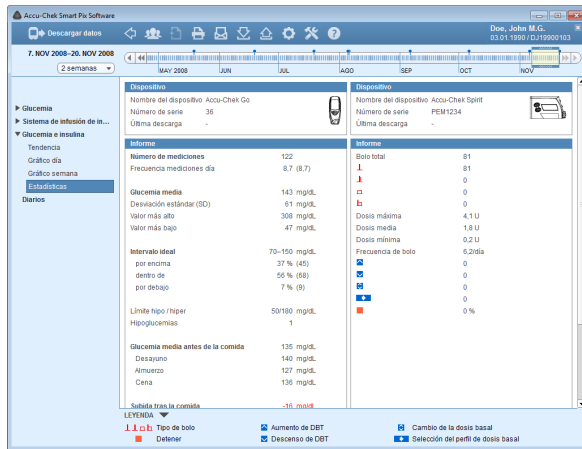 Accu-Chek Smart Pix Software
Descargar datos
Doe, John M.G.
03.01.1990 / DJ19900103
7. NOV 2008–20. NOV 2008
2 semanas
MAY 2008 JUN JUL AGO SEP OCT NOV
Glucemia
Sistema de infusión de in...
Glucemia e insulina
Tendencia
Gráfico día
Gráfico semana
Estadísticas
Diarios
Dispositivo
Nombre del dispositivo Accu-Chek Go
Número de serie 36
Última descarga -
Informe
Número de mediciones 122
Frecuencia mediciones día 8,7 (8,7)
Glucemia media 143 mg/dL
Desviación estándar (SD) 61 mg/dL
Valor más alto 308 mg/dL
Valor más bajo 47 mg/dL
Intervalo ideal 70–150 mg/dL
por encima 37 % (45)
dentro de 56 % (68)
por debajo 7 % (9)
Límite hipo / hiper 50/180 mg/dL
Hipoglucemias 1
Glucemia media antes de la comida 135 mg/dL
Desayuno 140 mg/dL
Almuerzo 127 mg/dL
Cena 136 mg/dL
Subida tras la comida -16 mg/dl
Dispositivo
Nombre del dispositivo Accu-Chek Spirit
Número de serie PEM1234
Última descarga -
Informe
Bolo total 81
81
0
0
0
Dosis máxima 4,1 U
Dosis media 1,8 U
Dosis mínima 0,2 U
Frecuencia de bolo 6,2/día
0
0
0
0
0 %
LEYENDA
Tipo de bolo
Aumento de DBT
Cambio de la dosis basal
Detener
Descenso de DBT
Selección del perfil de dosis basal